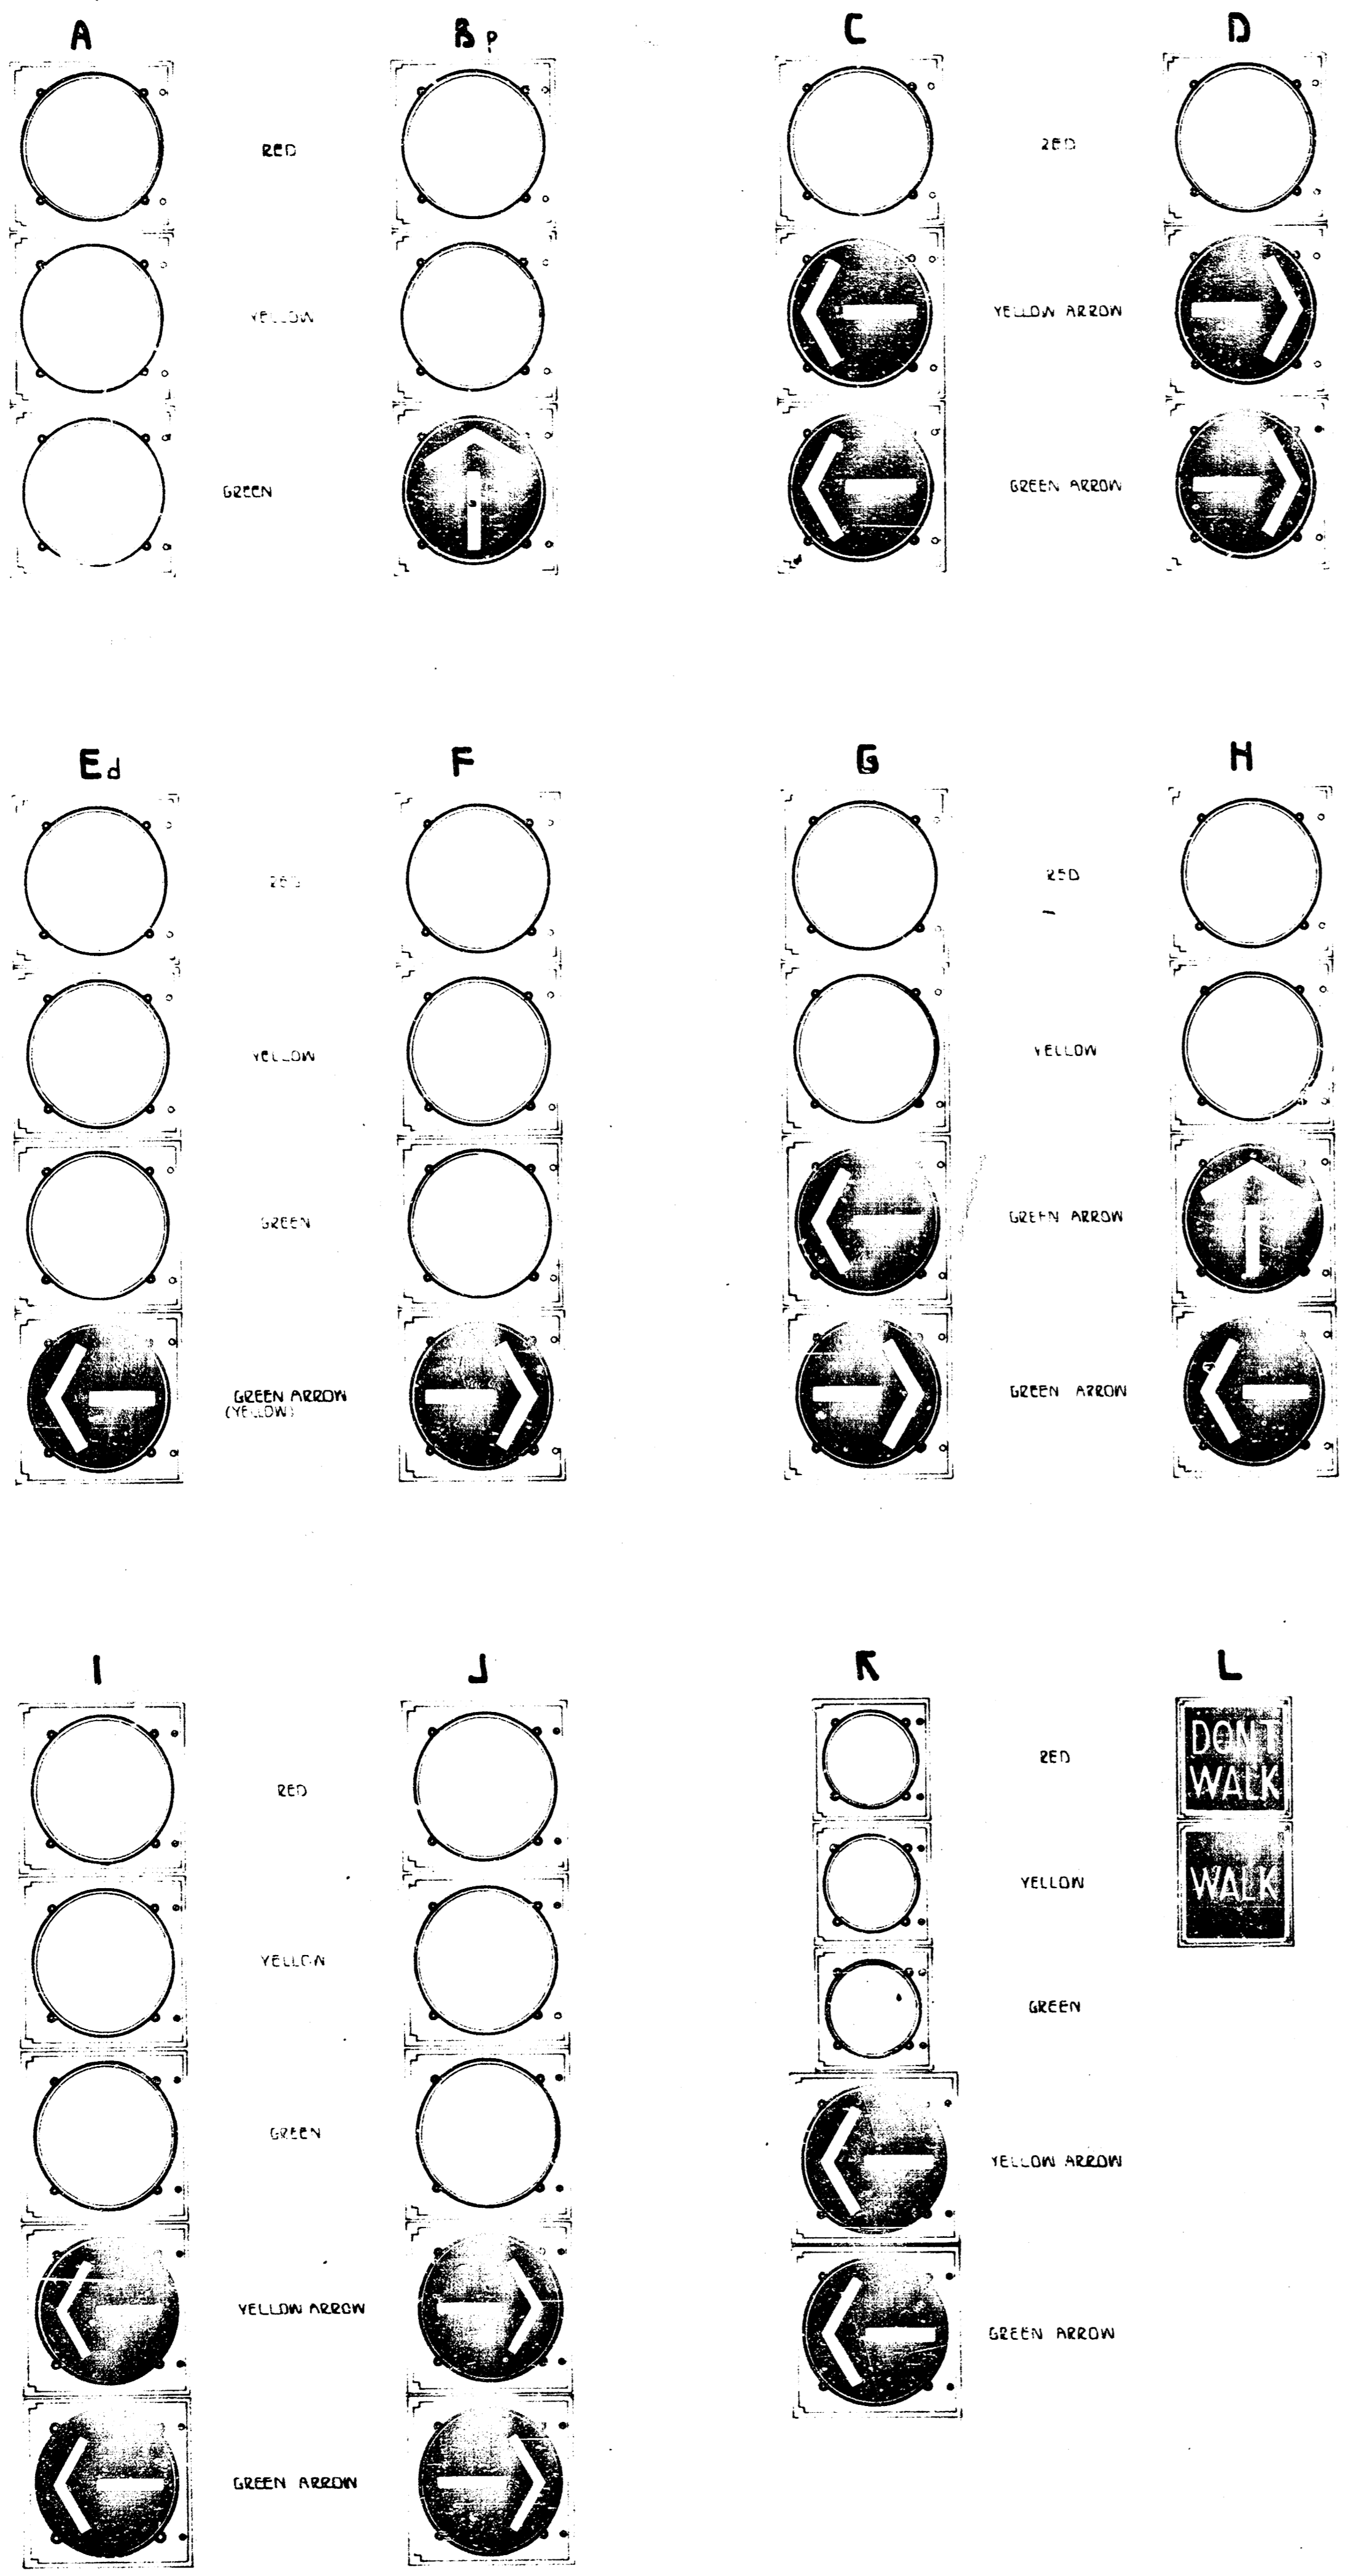 A
Bp
C
D
RED
RED
YELLOW
YELLOW ARROW
GREEN
GREEN ARROW
Ed
F
G
H
RED
RED
YELLOW
YELLOW
GREEN
GREEN ARROW
GREEN ARROW
(YELLOW)
GREEN ARROW
I
J
K
L
RED
RED
DONT
WALK
YELLOW
YELLOW
WALK
GREEN
GREEN
YELLOW ARROW
YELLOW ARROW
GREEN ARROW
GREEN ARROW